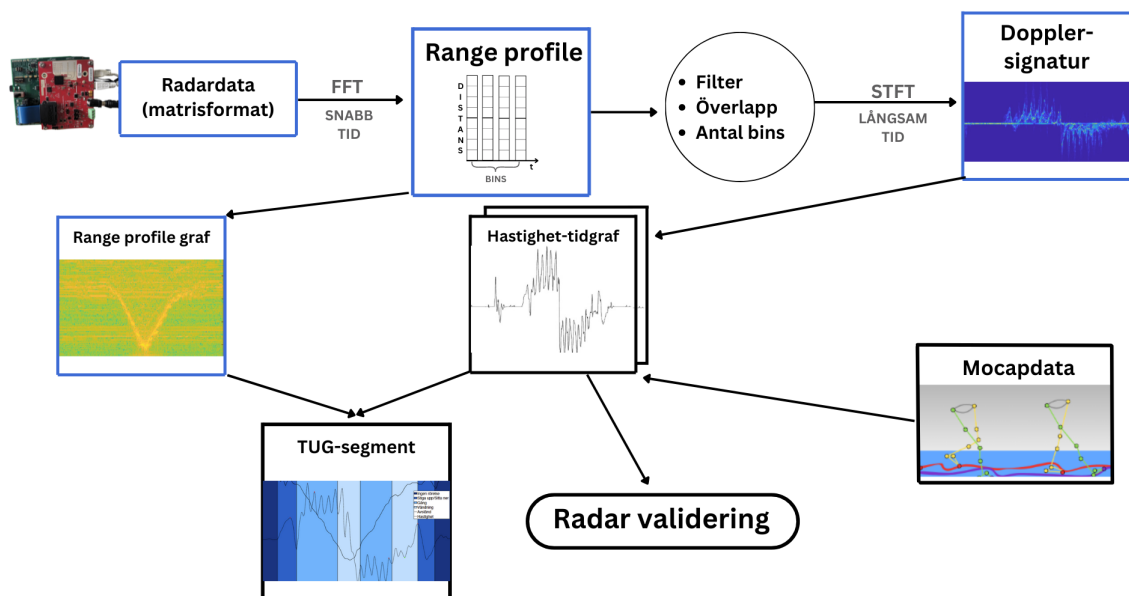 Radardata
(matrisformat)
FFT
SNABB
TID
Range profile
D
I
S
T
A
N
S
t
BINS
• Filter
• Överlapp
• Antal bins
STFT
LÅNGSAM
TID
Doppler-
signatur
Range profile graf
Hastighet-tidgraf
Mocapdata
TUG-segment
Radar validering